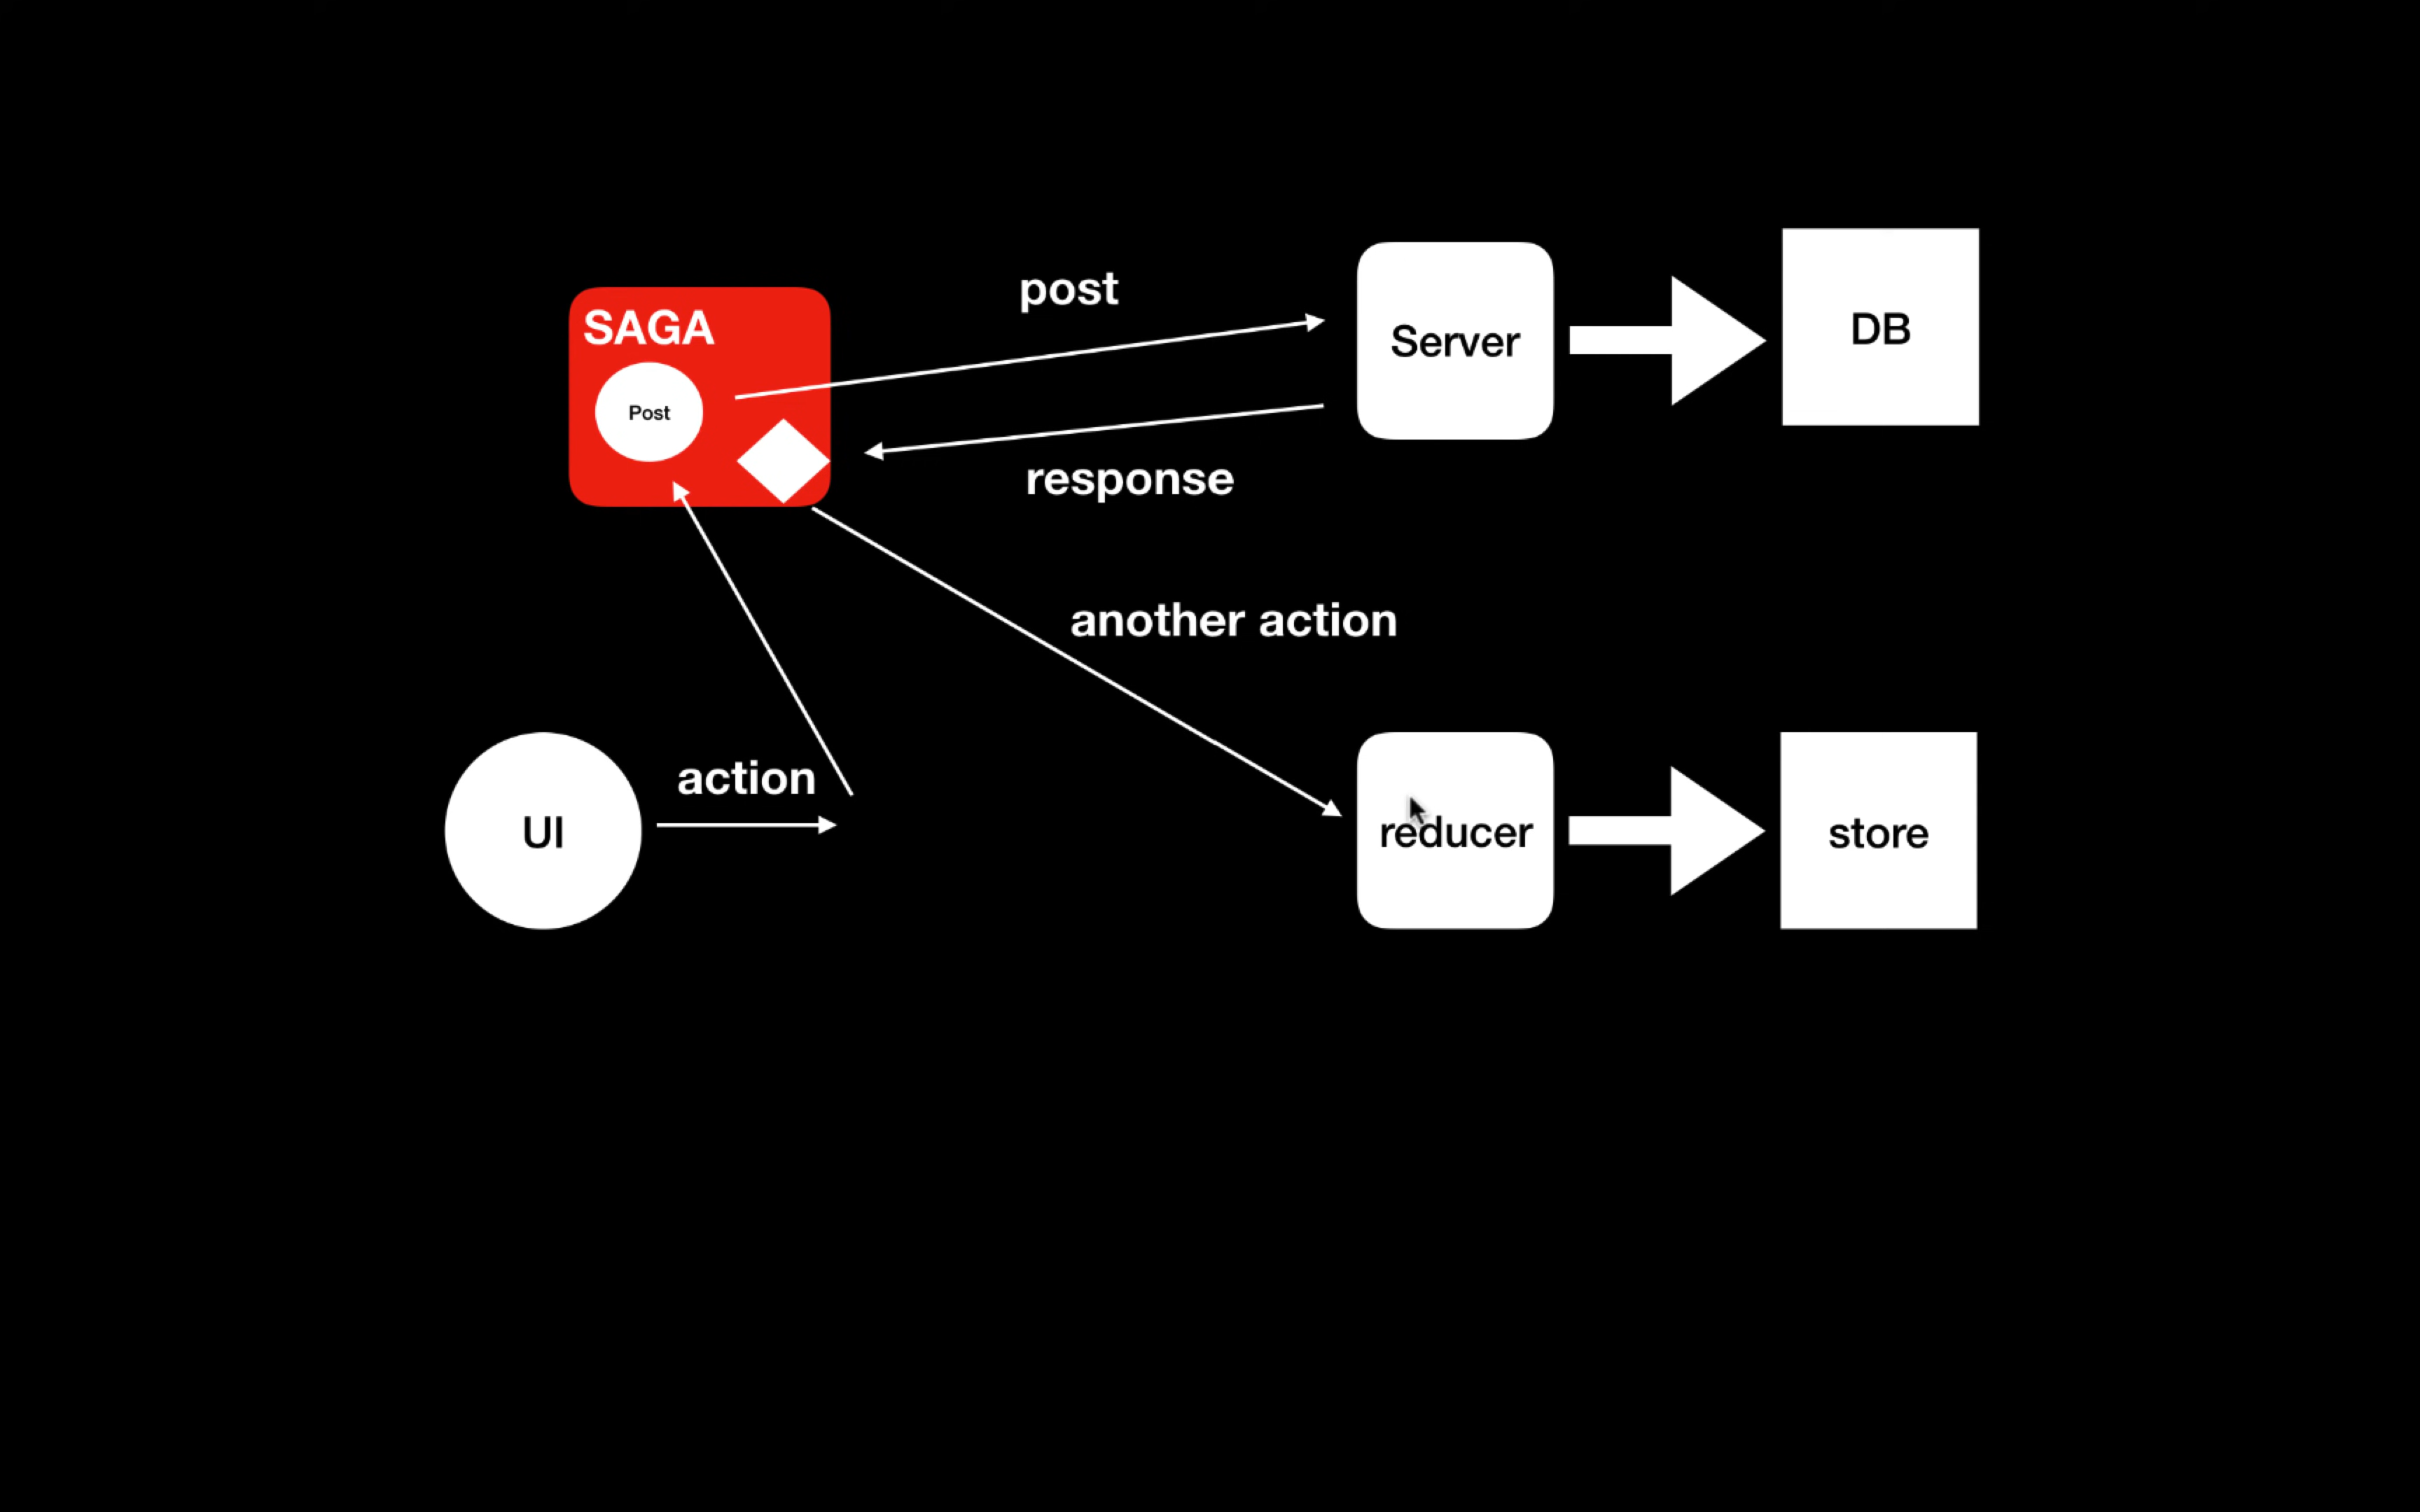 post
SAGA
Server
DB
Post
response
another action
action
UI
reducer
store